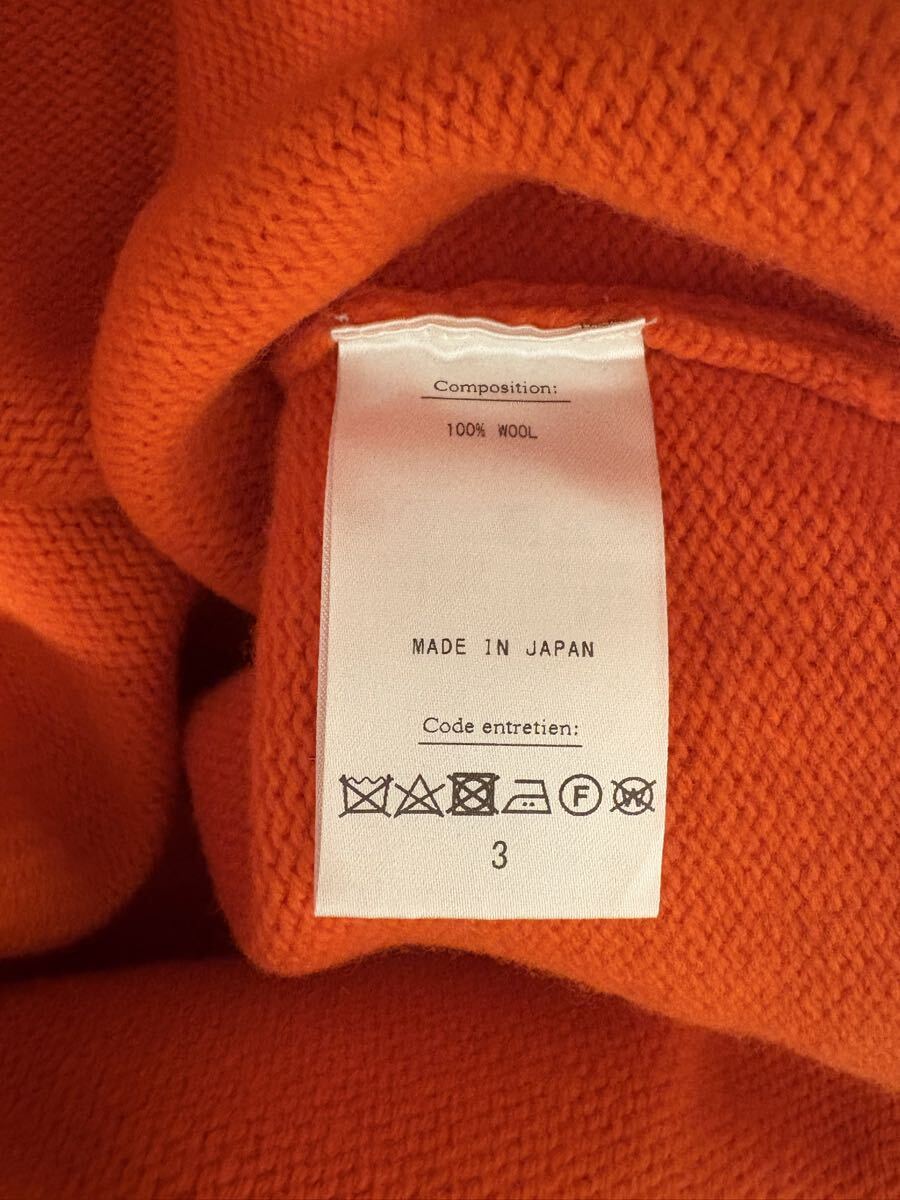 Composition:
100% WOOL
MADE IN JAPAN
Code entretien:
F W
3